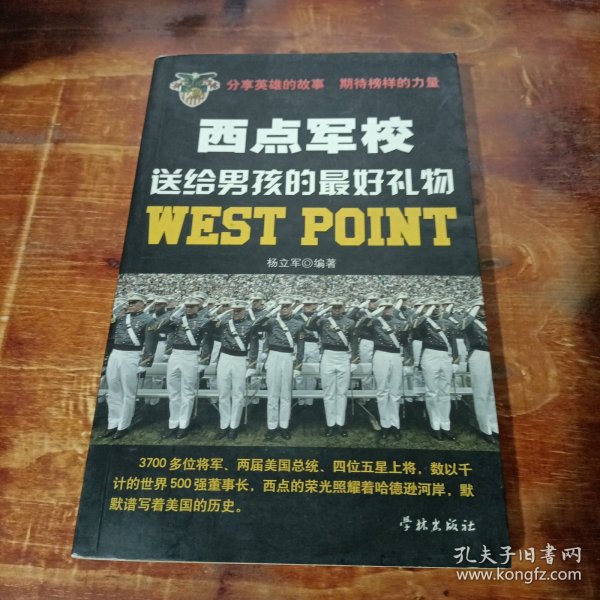 分享英雄的故事 期待榜样的力量
西点军校
送给男孩的最好礼物
WEST POINT
杨立军◎编著
3700多位将军、两届美国总统、四位五星上将，数以千
计的世界500强董事长，西点的荣光照耀着哈德逊河岸，默
默谱写着美国的历史。
学林出版社
孔夫子旧书网
www.kongfz.com